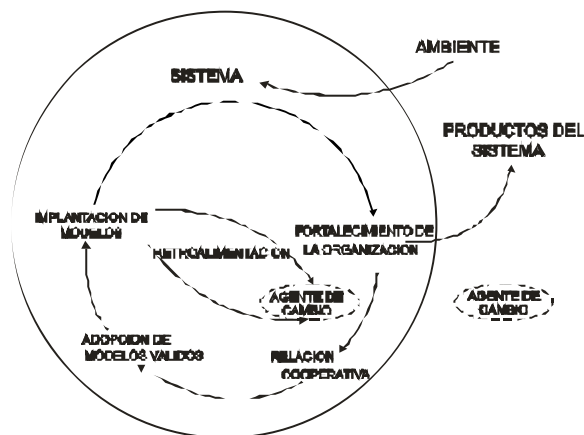 AMBIENTE
SISTEMA
PRODUCTOS DEL
SISTEMA
IMPLANTACION DE
MODELOS
FORTALECIMIENTO DE
LA ORGANIZACION
RETROALIMENTACION
AGENTE DE
CAMBIO
AGENTE DE
CAMBIO
ADOPCION DE
MODELOS VALIDOS
RELACION
COOPERATIVA